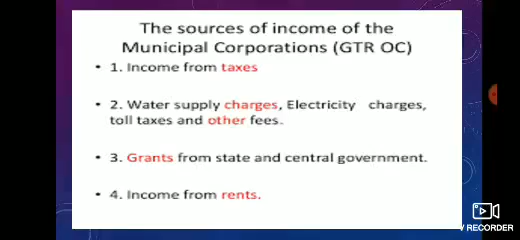 The sources of income of the
Municipal Corporations (GTR OC)
• 1. Income from taxes
• 2. Water supply charges, Electricity charges,
toll taxes and other fees.
• 3. Grants from state and central government.
• 4. Income from rents.
V RECORDER